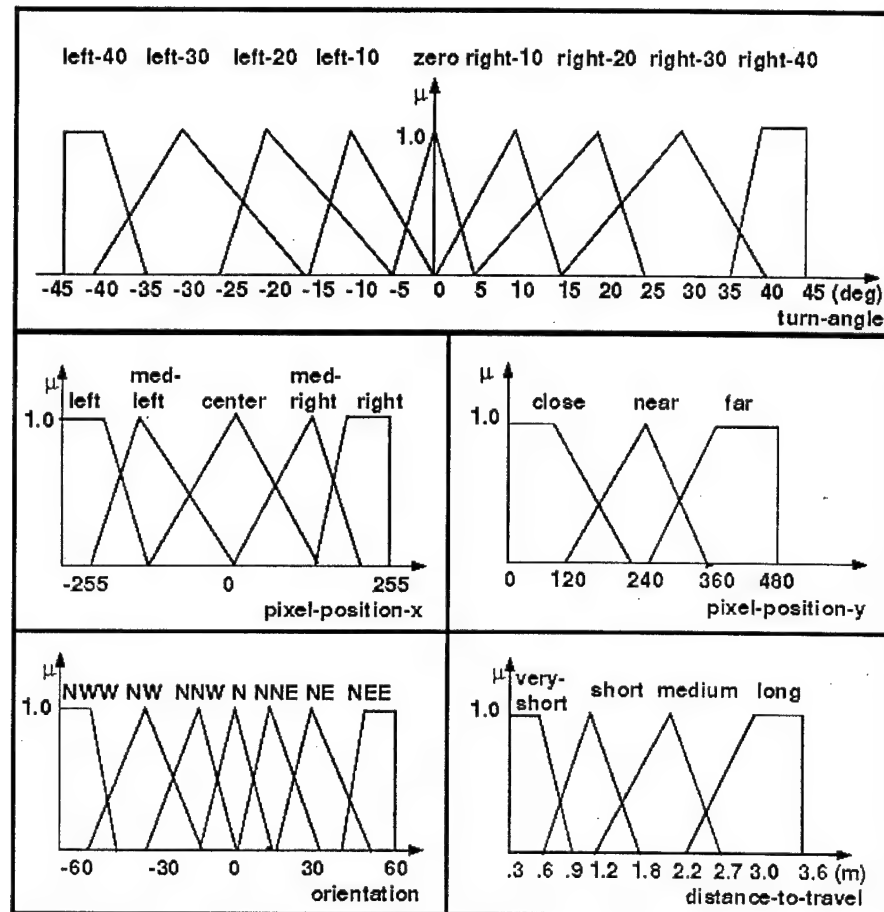 left-40 left-30 left-20 left-10 zero right-10 right-20 right-30 right-40
μ
1.0
-45 -40 -35 -30 -25 -20 -15 -10 -5 0 5 10 15 20 25 30 35 40 45 (deg)
turn-angle
μ
left med-left center med-right right
1.0
-255 0 255
pixel-position-x
μ
close near far
1.0
0 120 240 360 480
pixel-position-y
μ
NWW NW NNW N NNE NE NEE
1.0
-60 -30 0 30 60
orientation
μ
very-short short medium long
1.0
.3 .6 .9 1.2 1.8 2.2 2.7 3.0 3.6 (m)
distance-to-travel